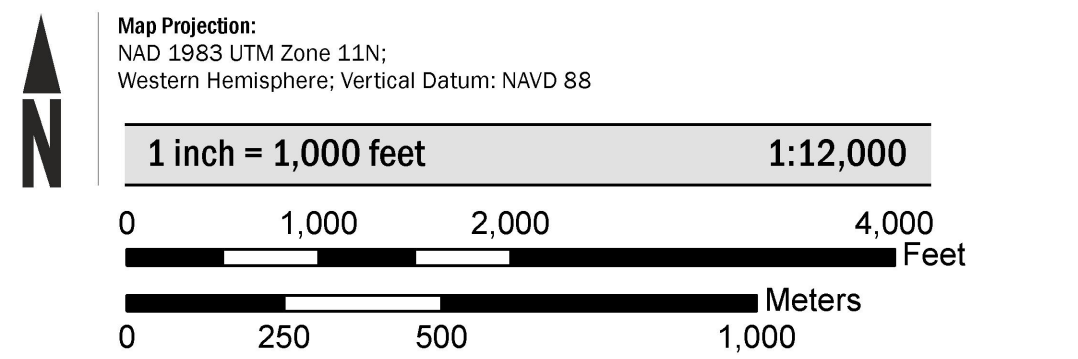 Map Projection:
NAD 1983 UTM Zone 11N;
Western Hemisphere; Vertical Datum: NAVD 88
N
1 inch = 1,000 feet 1:12,000
0 1,000 2,000 4,000
Feet
Meters
0 250 500 1,000